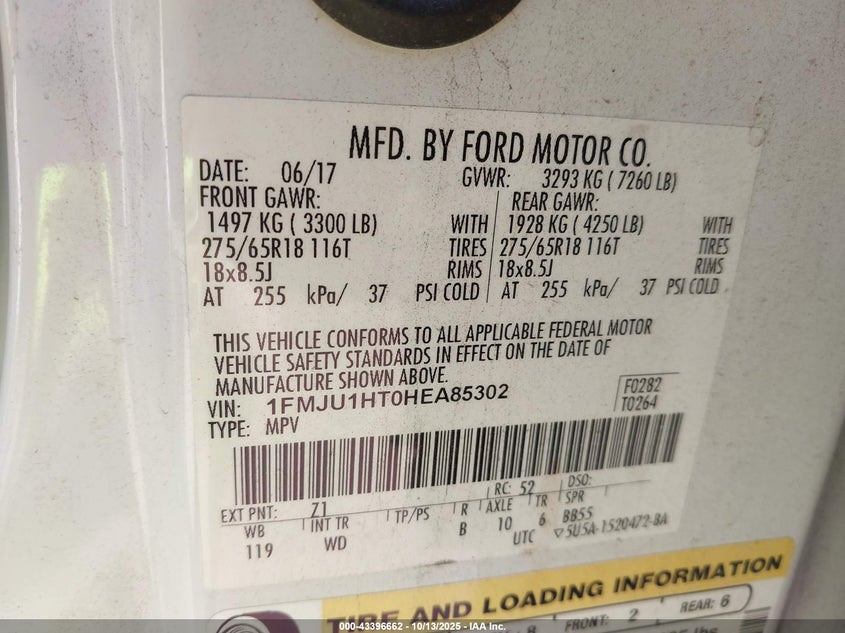 MFD. BY FORD MOTOR CO.
DATE: 06/17 GVWR: 3293 KG ( 7260 LB)
FRONT GAWR: REAR GAWR:
1497 KG ( 3300 LB) WITH 1928 KG ( 4250 LB) WITH
275/65R18 116T TIRES 275/65R18 116T TIRES
18x8.5J RIMS 18x8.5J RIMS
AT 255 kPa/ 37 PSI COLD AT 255 kPa/ 37 PSI COLD
THIS VEHICLE CONFORMS TO ALL APPLICABLE FEDERAL MOTOR
VEHICLE SAFETY STANDARDS IN EFFECT ON THE DATE OF
MANUFACTURE SHOWN ABOVE.
VIN: 1FMJU1HT0HEA85302 F0282
TYPE: MPV T0264
EXT PNT: Z1 RC: 52 DSO:
WB INT TR TP/PS R AXLE TR SPR
119 WD B 10 6 BB55
UTC ▽5U5A-1520472-BA
TIRE AND LOADING INFORMATION
8 FRONT: 2 REAR: 6
lbs
000-43396662 - 10/13/2025 - IAA Inc.